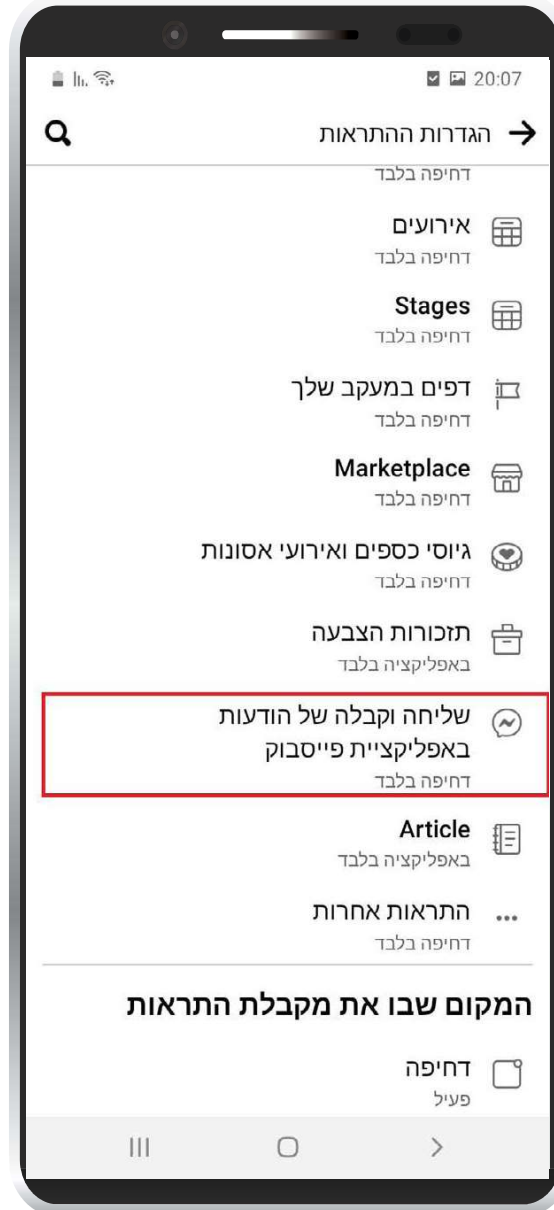 20:07
הגדרות ההתראות
דחיפה בלבד
אירועים
דחיפה בלבד
Stages
דחיפה בלבד
דפים במעקב שלך
דחיפה בלבד
Marketplace
דחיפה בלבד
גיוסי כספים ואירועי אסונות
דחיפה בלבד
תזכורות הצבעה
באפליקציה בלבד
שליחה וקבלה של הודעות
באפליקציית פייסבוק
דחיפה בלבד
Article
באפליקציה בלבד
התראות אחרות
דחיפה בלבד
המקום שבו את מקבלת התראות
דחיפה
פעיל